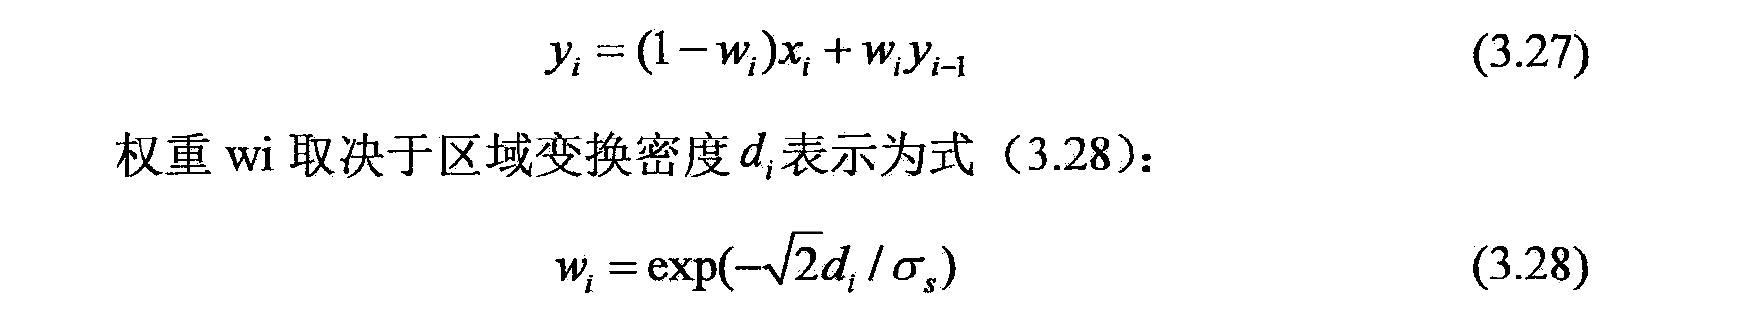 y_i = (1 - w_i)x_i + w_i y_{i-1} (3.27)
权重 wi 取决于区域变换密度 d_i 表示为式（3.28）：
w_i = exp(-√2 d_i / σ_s) (3.28)